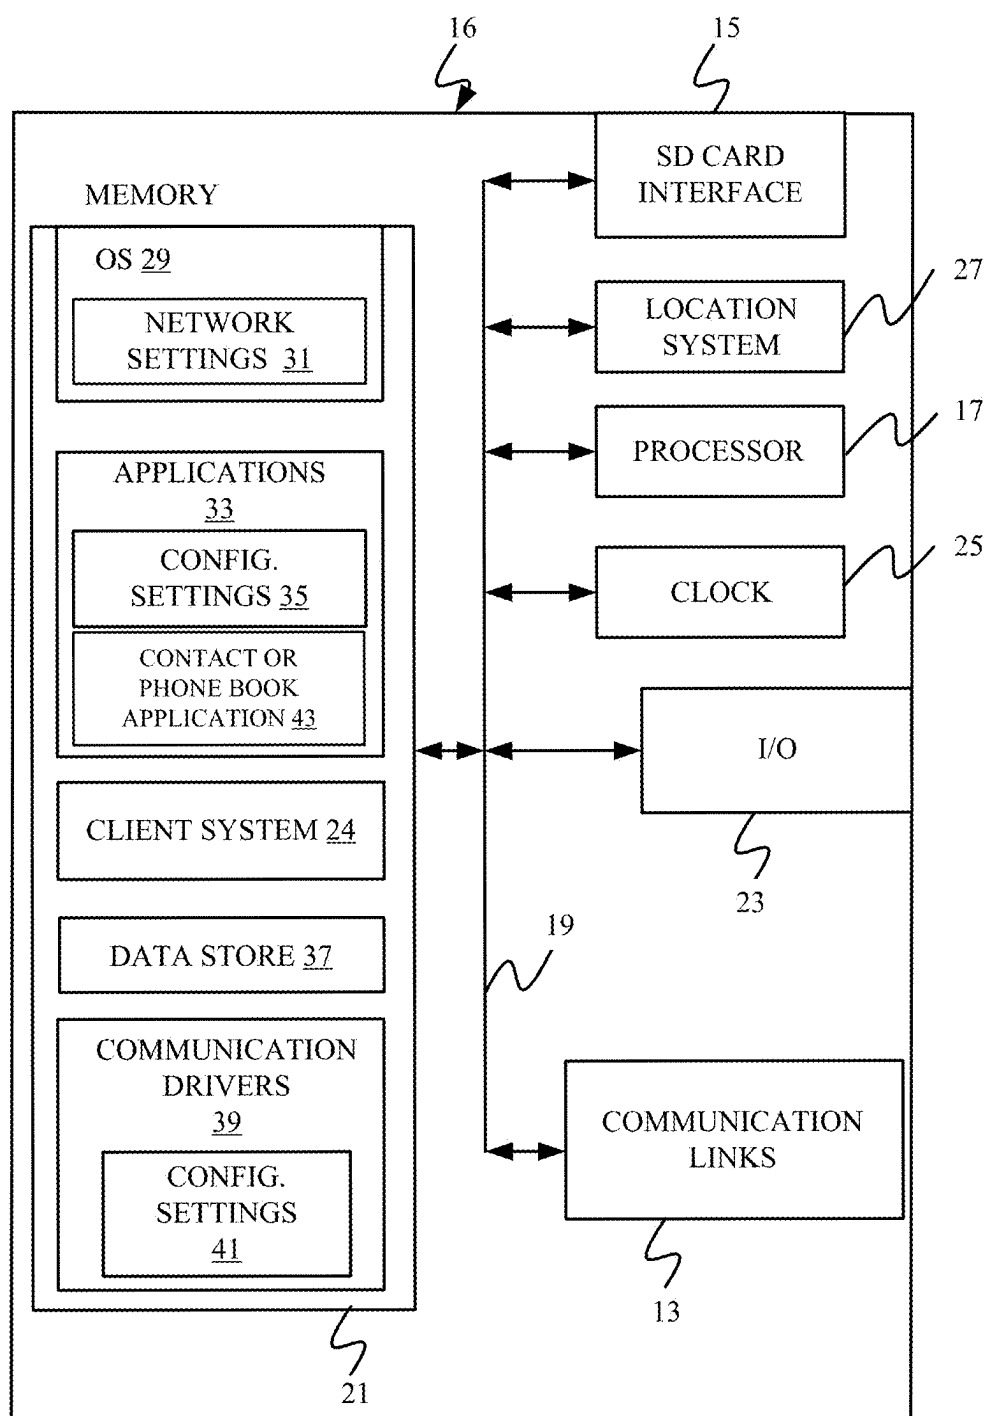 16
15
SD CARD
INTERFACE
MEMORY
OS 29
NETWORK
SETTINGS 31
27
LOCATION
SYSTEM
17
PROCESSOR
APPLICATIONS
33
CONFIG.
SETTINGS 35
25
CLOCK
CONTACT OR
PHONE BOOK
APPLICATION 43
I/O
23
CLIENT SYSTEM 24
19
DATA STORE 37
COMMUNICATION
DRIVERS
39
CONFIG.
SETTINGS
41
COMMUNICATION
LINKS
13
21